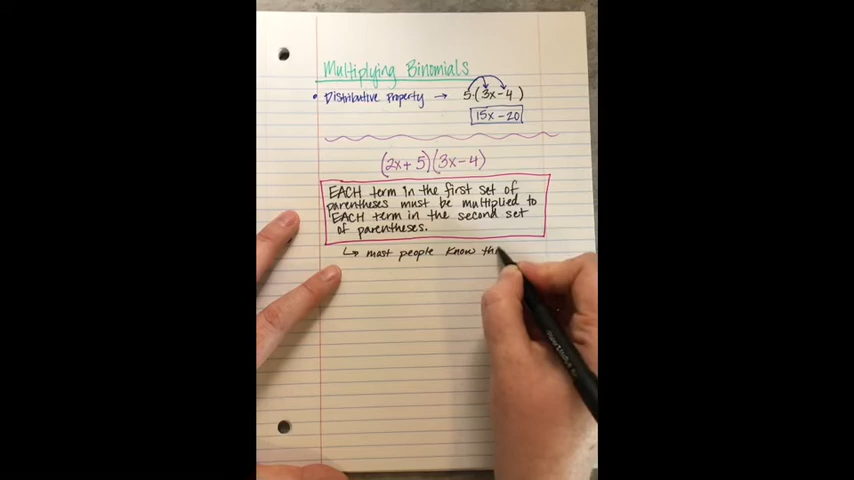 Multiplying Binomials
• Distributive Property → 5·(3x-4)
15x-20
(2x+5)(3x-4)
EACH term in the first set of
parentheses must be multiplied to
EACH term in the second set
of parentheses.
↳ most people know th